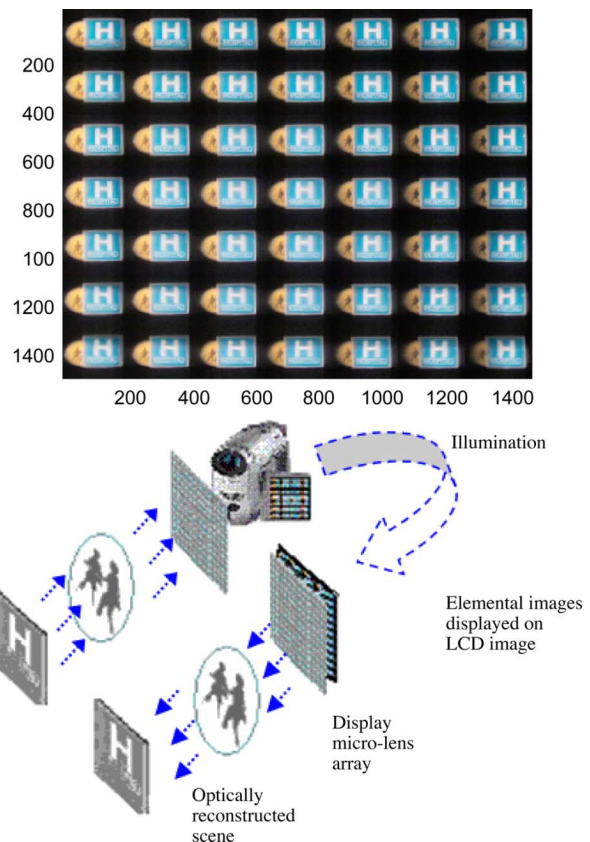 H H H H H H H
200
H H H H H H H
400
H H H H H H H
600
H H H H H H H
800
H H H H H H H
100
H H H H H H H
1200
H H H H H H H
1400
200 400 600 800 1000 1200 1400
Illumination
Elemental images
displayed on
LCD image
H
H
Display
micro-lens
array
Optically
reconstructed
scene